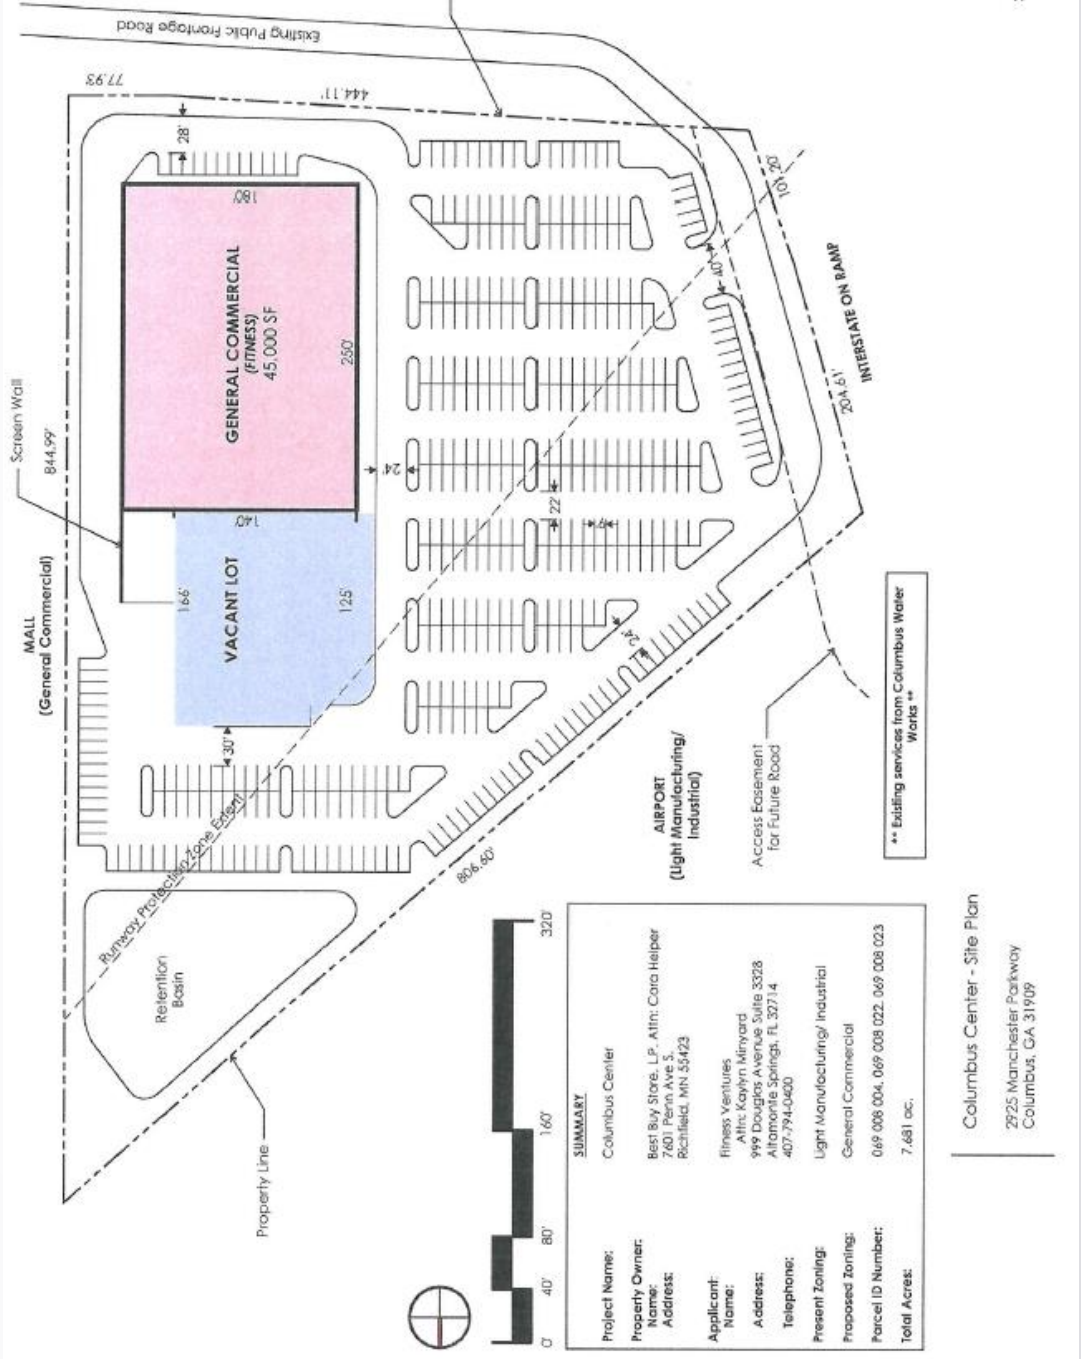 Existing Public Frontage Road
77.93'
444.11'
28'
Screen Wall
844.99'
MALL
(General Commercial)
180'
GENERAL COMMERCIAL
(FITNESS)
45,000 SF
250'
140'
VACANT LOT
166'
125'
24'
22'
9'
24'
30'
40'
101.20'
INTERSTATE ON RAMP
204.61'
Runway Protection Zone Extent
Retention
Basin
806.60'
Property Line
AIRPORT
(Light Manufacturing/
Industrial)
Access Easement
for Future Road
** Existing services from Columbus Water
Works **
0' 40' 80' 160' 320'
SUMMARY
Project Name: Columbus Center
Property Owner:
Name: Best Buy Store, L.P. Attn: Cara Helper
Address: 7601 Penn Ave S.
Richfield, MN 55423
Applicant: Fitness Ventures
Name: Attn: Kaylyn Minyard
Address: 999 Douglas Avenue Suite 3328
Altamonte Springs, FL 32714
Telephone: 407-794-0400
Present Zoning: Light Manufacturing/ Industrial
Proposed Zoning: General Commercial
Parcel ID Number: 069 008 004, 069 008 022, 069 008 023
Total Acres: 7.681 ac.
Columbus Center - Site Plan
2925 Manchester Parkway
Columbus, GA 31909